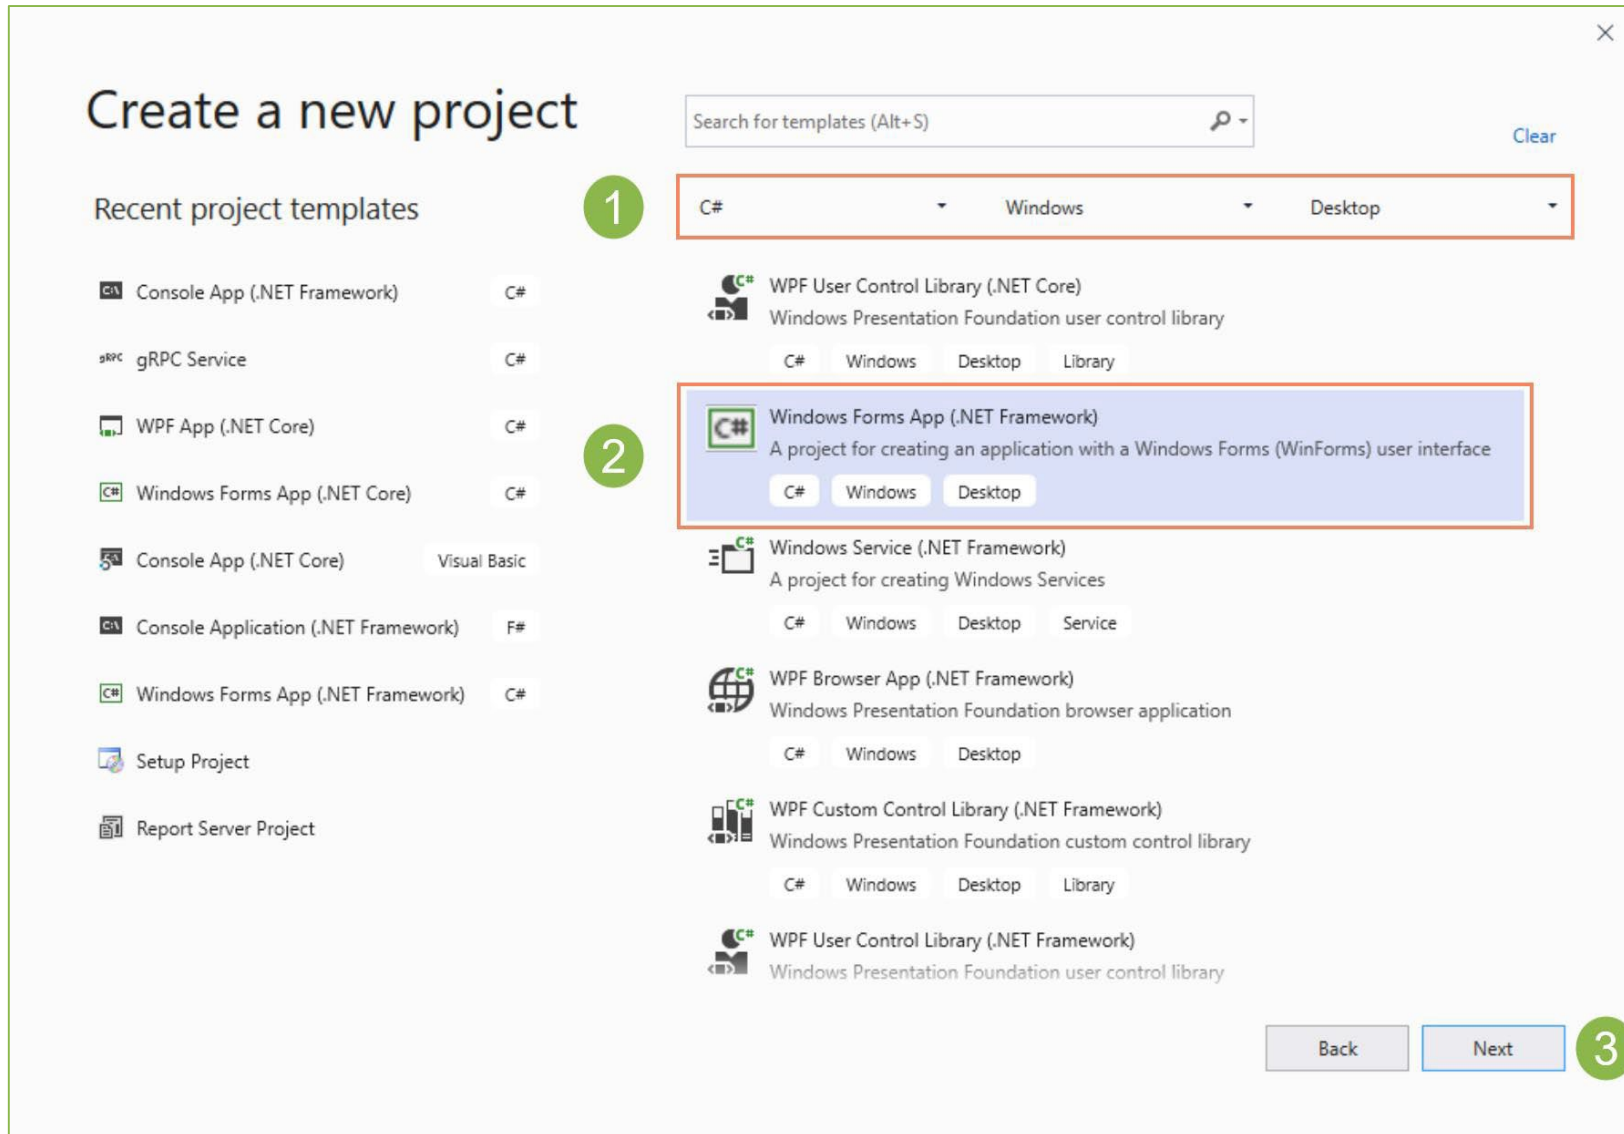 Create a new project
Search for templates (Alt+S)
Clear
Recent project templates
1
C# Windows Desktop
Console App (.NET Framework) C#
gRPC gRPC Service C#
WPF App (.NET Core) C#
C# Windows Forms App (.NET Core) C#
Console App (.NET Core) Visual Basic
Console Application (.NET Framework) F#
C# Windows Forms App (.NET Framework) C#
Setup Project
Report Server Project
C# WPF User Control Library (.NET Core)
Windows Presentation Foundation user control library
C# Windows Desktop Library
2
C# Windows Forms App (.NET Framework)
A project for creating an application with a Windows Forms (WinForms) user interface
C# Windows Desktop
C# Windows Service (.NET Framework)
A project for creating Windows Services
C# Windows Desktop Service
C# WPF Browser App (.NET Framework)
Windows Presentation Foundation browser application
C# Windows Desktop
C# WPF Custom Control Library (.NET Framework)
Windows Presentation Foundation custom control library
C# Windows Desktop Library
C# WPF User Control Library (.NET Framework)
Windows Presentation Foundation user control library
Back Next
3